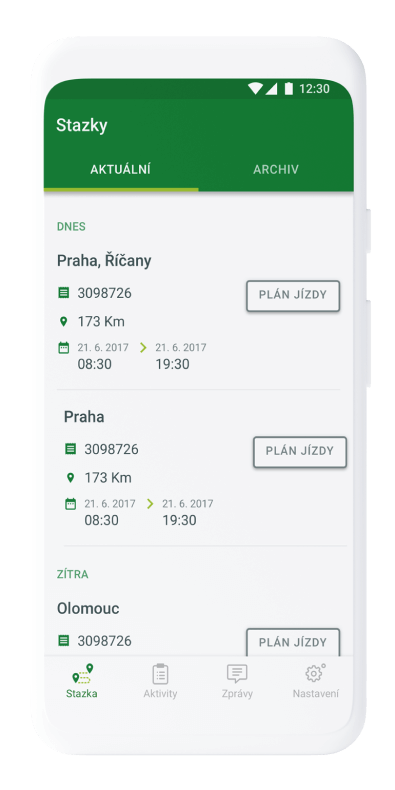 12:30
Stazky
AKTUÁLNÍ ARCHIV
DNES
Praha, Říčany
3098726 PLÁN JÍZDY
173 Km
21. 6. 2017 21. 6. 2017
08:30 19:30
Praha
3098726 PLÁN JÍZDY
173 Km
21. 6. 2017 21. 6. 2017
08:30 19:30
ZÍTRA
Olomouc
3098726 PLÁN JÍZDY
Stazka Aktivity Zprávy Nastavení